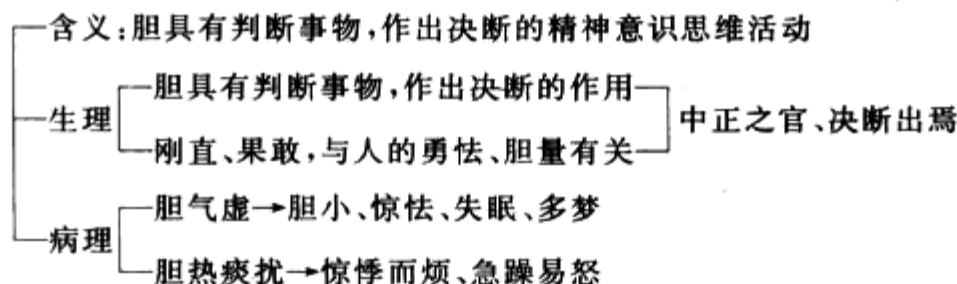 含义:胆具有判断事物,作出决断的精神意识思维活动
生理
胆具有判断事物,作出决断的作用
刚直、果敢,与人的勇怯、胆量有关
中正之官、决断出焉
病理
胆气虚→胆小、惊怯、失眠、多梦
胆热痰扰→惊悸而烦、急躁易怒